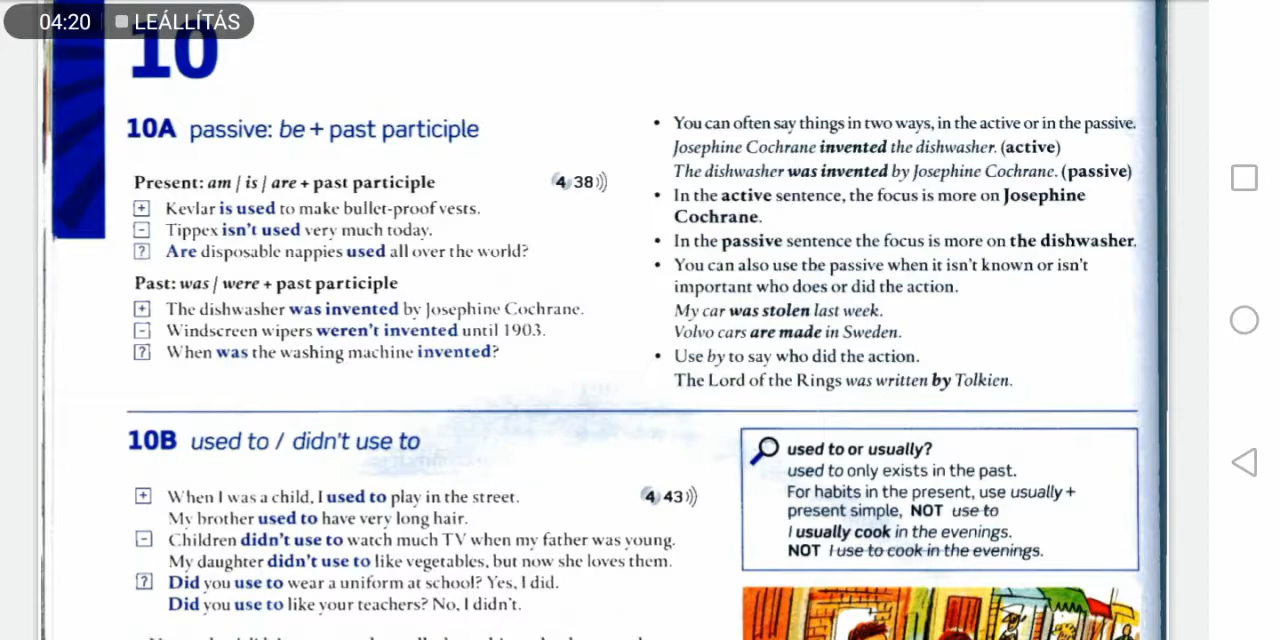 04:20 LEÁLLÍTÁS
10
10A passive: be + past participle
Present: am / is / are + past participle 4 38
+ Kevlar is used to make bullet-proof vests.
- Tippex isn't used very much today.
? Are disposable nappies used all over the world?
Past: was / were + past participle
+ The dishwasher was invented by Josephine Cochrane.
- Windscreen wipers weren't invented until 1903.
? When was the washing machine invented?
• You can often say things in two ways, in the active or in the passive.
Josephine Cochrane invented the dishwasher. (active)
The dishwasher was invented by Josephine Cochrane. (passive)
• In the active sentence, the focus is more on Josephine
Cochrane.
• In the passive sentence the focus is more on the dishwasher.
• You can also use the passive when it isn't known or isn't
important who does or did the action.
My car was stolen last week.
Volvo cars are made in Sweden.
• Use by to say who did the action.
The Lord of the Rings was written by Tolkien.
10B used to / didn't use to
+ When I was a child, I used to play in the street. 4 43
My brother used to have very long hair.
- Children didn't use to watch much TV when my father was young.
My daughter didn't use to like vegetables, but now she loves them.
? Did you use to wear a uniform at school? Yes, I did.
Did you use to like your teachers? No, I didn't.
used to or usually?
used to only exists in the past.
For habits in the present, use usually +
present simple, NOT use to
I usually cook in the evenings.
NOT I use to cook in the evenings.